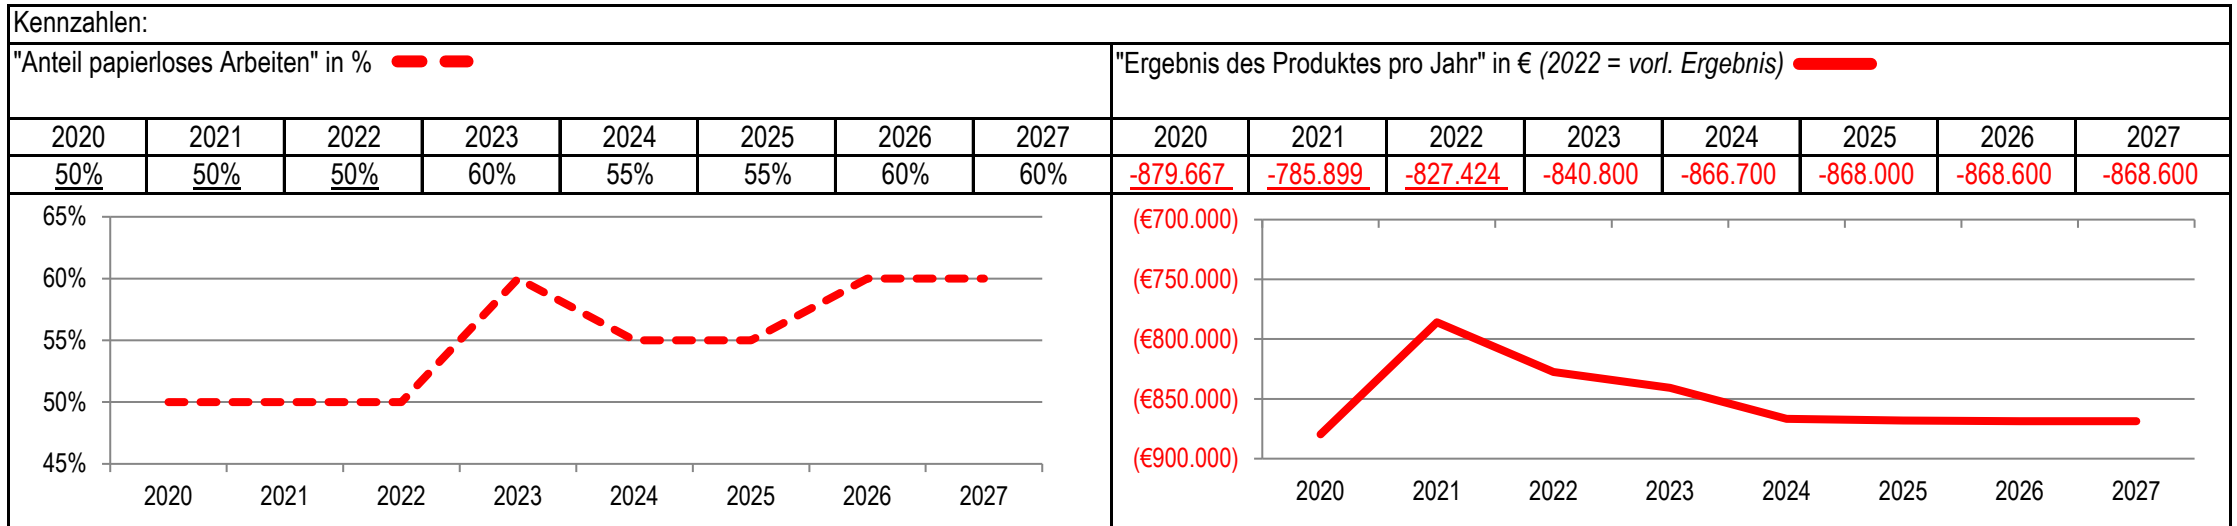 Kennzahlen:
"Anteil papierloses Arbeiten" in %
"Ergebnis des Produktes pro Jahr" in € (2022 = vorl. Ergebnis)
2020 2021 2022 2023 2024 2025 2026 2027 2020 2021 2022 2023 2024 2025 2026 2027
50% 50% 50% 60% 55% 55% 60% 60% -879.667 -785.899 -827.424 -840.800 -866.700 -868.000 -868.600 -868.600
65%
60%
55%
50%
45%
2020 2021 2022 2023 2024 2025 2026 2027
(€700.000)
(€750.000)
(€800.000)
(€850.000)
(€900.000)
2020 2021 2022 2023 2024 2025 2026 2027